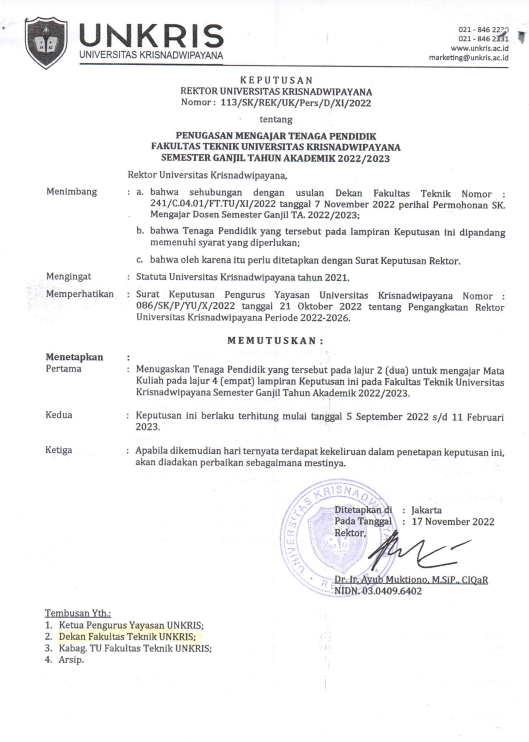 UNKRIS
UNIVERSITAS KRISNADWIPAYANA
021 - 846 2230
021 - 846 2231
www.unkris.ac.id
marketing@unkris.ac.id
KEPUTUSAN
REKTOR UNIVERSITAS KRISNADWIPAYANA
Nomor : 113/SK/REK/UK/Pers/D/XI/2022
tentang
PENUGASAN MENGAJAR TENAGA PENDIDIK
FAKULTAS TEKNIK UNIVERSITAS KRISNADWIPAYANA
SEMESTER GANJIL TAHUN AKADEMIK 2022/2023
Rektor Universitas Krisnadwipayana,
Menimbang : a. bahwa sehubungan dengan usulan Dekan Fakultas Teknik Nomor :
241/C.04.01/FT.TU/XI/2022 tanggal 7 November 2022 perihal Permohonan SK.
Mengajar Dosen Semester Ganjil TA. 2022/2023;
b. bahwa Tenaga Pendidik yang tersebut pada lampiran Keputusan ini dipandang
memenuhi syarat yang diperlukan;
c. bahwa oleh karena itu perlu ditetapkan dengan Surat Keputusan Rektor.
Mengingat : Statuta Universitas Krisnadwipayana tahun 2021.
Memperhatikan : Surat Keputusan Pengurus Yayasan Universitas Krisnadwipayana Nomor :
086/SK/P/YU/X/2022 tanggal 21 Oktober 2022 tentang Pengangkatan Rektor
Universitas Krisnadwipayana Periode 2022-2026.
MEMUTUSKAN :
Menetapkan :
Pertama : Menugaskan Tenaga Pendidik yang tersebut pada lajur 2 (dua) untuk mengajar Mata
Kuliah pada lajur 4 (empat) lampiran Keputusan ini pada Fakultas Teknik Universitas
Krisnadwipayana Semester Ganjil Tahun Akademik 2022/2023.
Kedua : Keputusan ini berlaku terhitung mulai tanggal 5 September 2022 s/d 11 Februari
2023.
Ketiga : Apabila dikemudian hari ternyata terdapat kekeliruan dalam penetapan keputusan ini,
akan diadakan perbaikan sebagaimana mestinya.
Ditetapkan di : Jakarta
Pada Tanggal : 17 November 2022
Rektor,
UNIVERSITAS KRISNADWIPAYANA
Dr. Ir. Ayub Muktiono, M.SiP., CIQaR
NIDN. 03.0409.6402
Tembusan Yth.:
1. Ketua Pengurus Yayasan UNKRIS;
2. Dekan Fakultas Teknik UNKRIS;
3. Kabag. TU Fakultas Teknik UNKRIS;
4. Arsip.